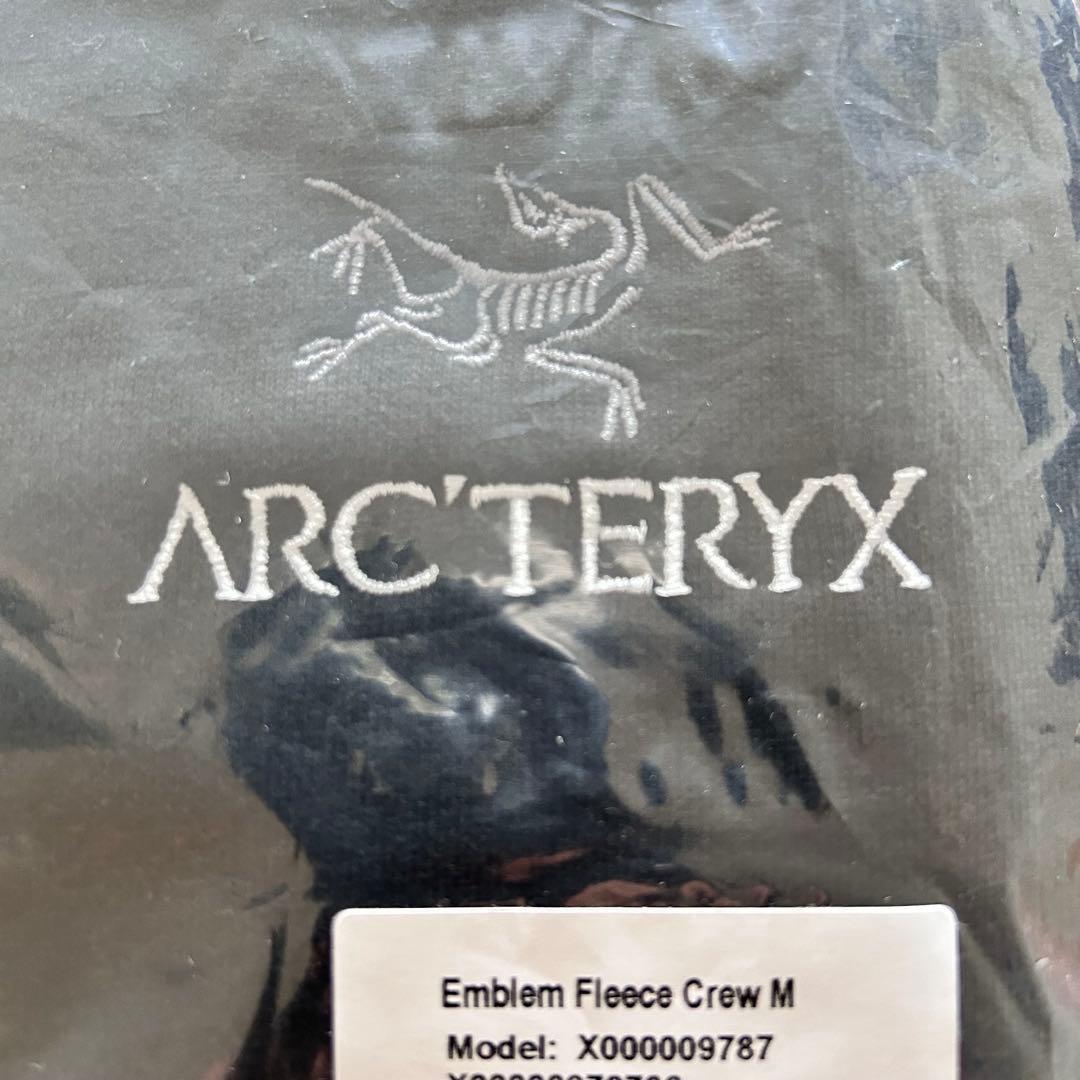 ARC'TERYX
Emblem Fleece Crew M
Model: X000009787